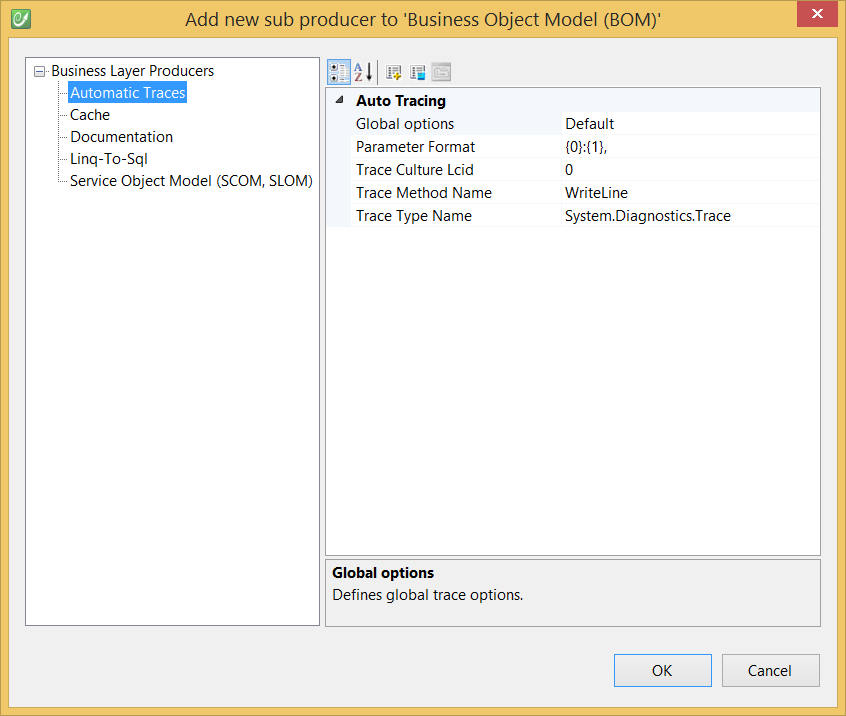 Add new sub producer to 'Business Object Model (BOM)'
Business Layer Producers
Automatic Traces
Cache
Documentation
Linq-To-Sql
Service Object Model (SCOM, SLOM)
A
Z
Auto Tracing
Global options Default
Parameter Format {0}:{1},
Trace Culture Lcid 0
Trace Method Name WriteLine
Trace Type Name System.Diagnostics.Trace
Global options
Defines global trace options.
OK Cancel